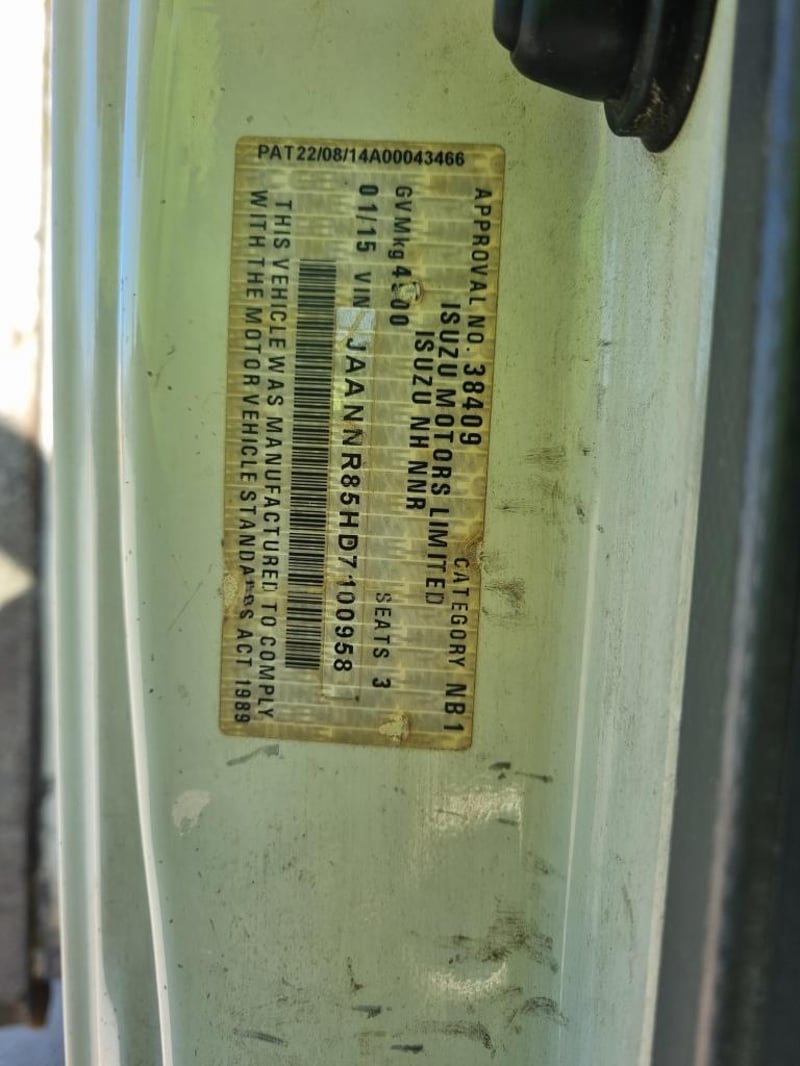 APPROVAL NO. 38409 CATEGORY NB1
ISUZU MOTORS LIMITED
ISUZU NH NNR
GVMkg 4500 SEATS 3
01/15 VIN JAANNR85HD7100958
THIS VEHICLE WAS MANUFACTURED TO COMPLY
WITH THE MOTOR VEHICLE STANDARDS ACT 1989
PAT22/08/14A00043466